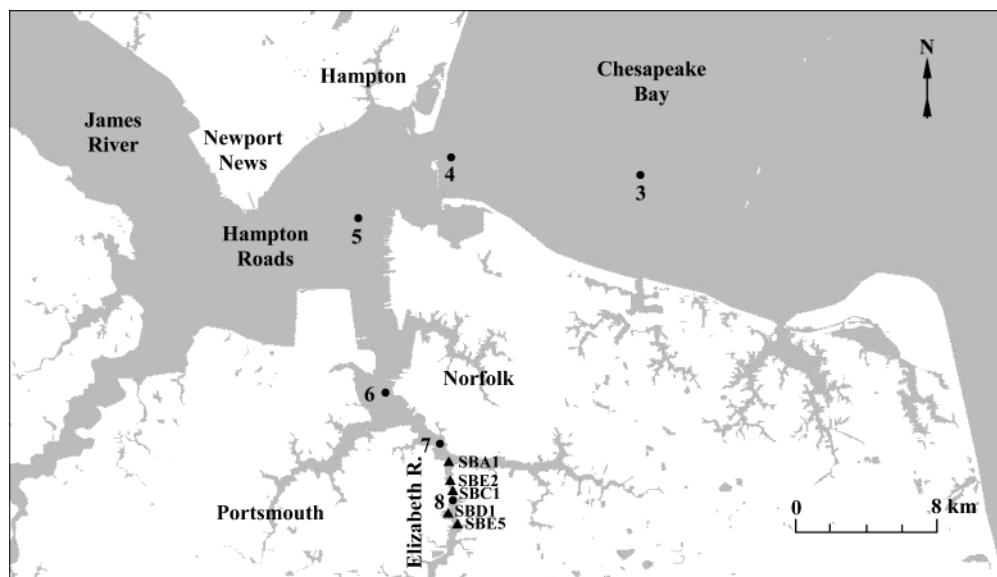 Hampton
Chesapeake
Bay
N
James
River
Newport
News
4
3
5
Hampton
Roads
6
Norfolk
7
SBA1
SBE2
SBC1
8
SBD1
SBE5
Elizabeth R.
Portsmouth
0 8 km